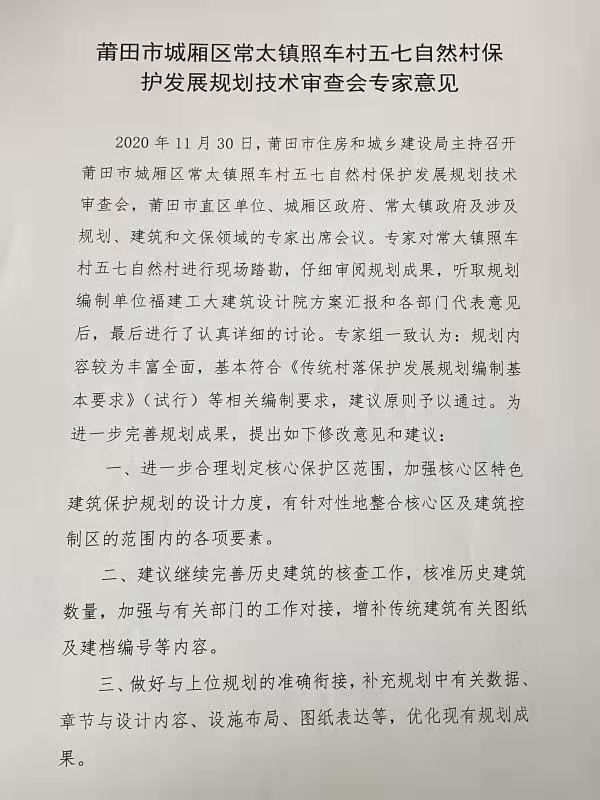 莆田市城厢区常太镇照车村五七自然村保
护发展规划技术审查会专家意见
2020 年 11 月 30 日，莆田市住房和城乡建设局主持召开
莆田市城厢区常太镇照车村五七自然村保护发展规划技术
审查会，莆田市直区单位、城厢区政府、常太镇政府及涉及
规划、建筑和文保领域的专家出席会议。专家对常太镇照车
村五七自然村进行现场踏勘，仔细审阅规划成果，听取规划
编制单位福建工大建筑设计院方案汇报和各部门代表意见
后，最后进行了认真详细的讨论。专家组一致认为：规划内
容较为丰富全面，基本符合《传统村落保护发展规划编制基
本要求》（试行）等相关编制要求，建议原则予以通过。为
进一步完善规划成果，提出如下修改意见和建议：
一、进一步合理划定核心保护区范围，加强核心区特色
建筑保护规划的设计力度，有针对性地整合核心区及建筑控
制区的范围内的各项要素。
二、建议继续完善历史建筑的核查工作，核准历史建筑
数量，加强与有关部门的工作对接，增补传统建筑有关图纸
及建档编号等内容。
三、做好与上位规划的准确衔接，补充规划中有关数据、
章节与设计内容、设施布局、图纸表达等，优化现有规划成
果。